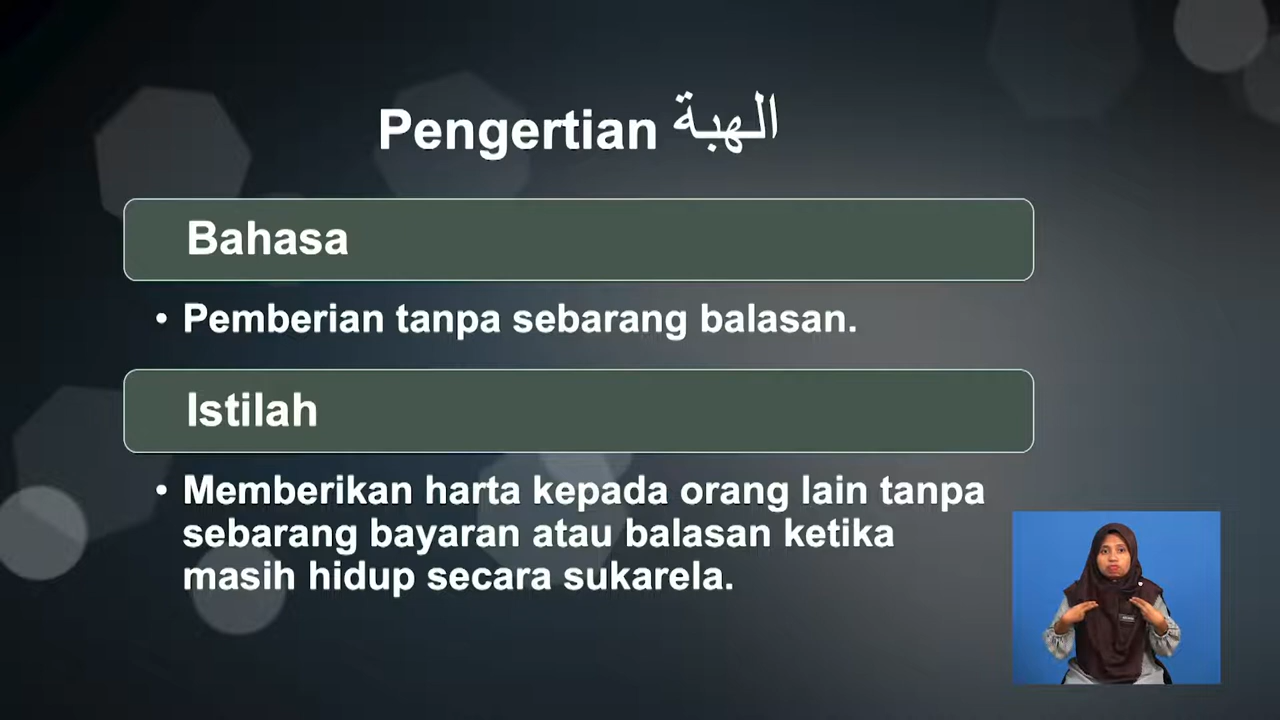 Pengertian الهبة
Bahasa
• Pemberian tanpa sebarang balasan.
Istilah
• Memberikan harta kepada orang lain tanpa
sebarang bayaran atau balasan ketika
masih hidup secara sukarela.